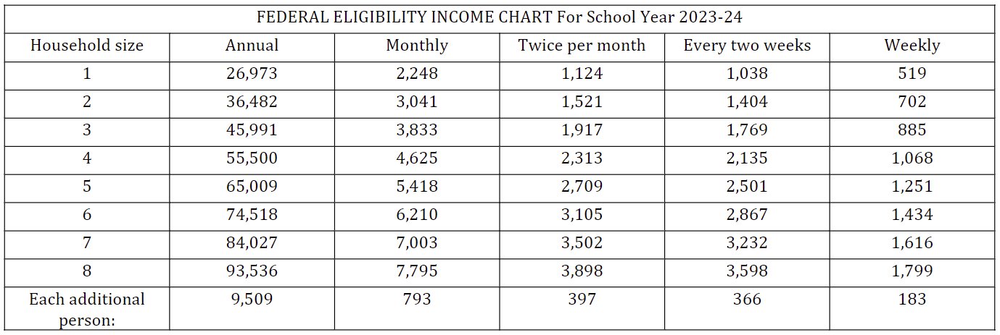 FEDERAL ELIGIBILITY INCOME CHART For School Year 2023-24
Household size Annual Monthly Twice per month Every two weeks Weekly
1 26,973 2,248 1,124 1,038 519
2 36,482 3,041 1,521 1,404 702
3 45,991 3,833 1,917 1,769 885
4 55,500 4,625 2,313 2,135 1,068
5 65,009 5,418 2,709 2,501 1,251
6 74,518 6,210 3,105 2,867 1,434
7 84,027 7,003 3,502 3,232 1,616
8 93,536 7,795 3,898 3,598 1,799
Each additional 9,509 793 397 366 183
person: